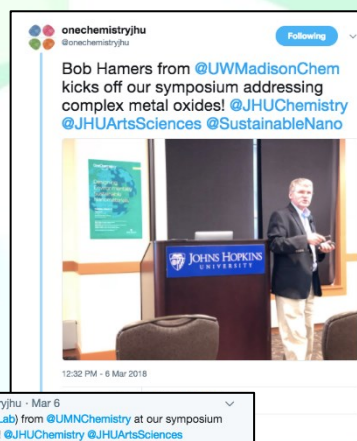 onechemistryjhu
@onechemistryjhu
Following
Bob Hamers from @UWMadisonChem
kicks off our symposium addressing
complex metal oxides! @JHUChemistry
@JHUArtsSciences @SustainableNano
JOHNS HOPKINS
UNIVERSITY
12:32 PM - 6 Mar 2018
ryjhu · Mar 6
Lab) from @UMNChemistry at our symposium
@JHUChemistry @JHUArtsSciences